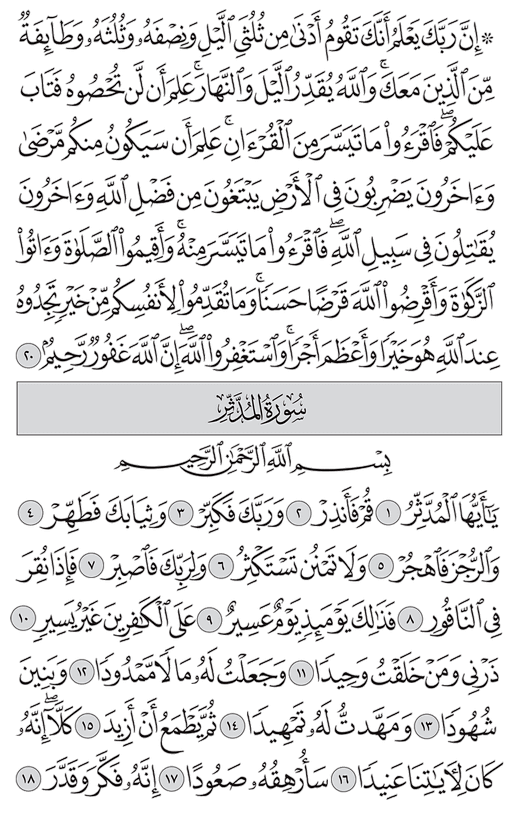 ۞ إِنَّ رَبَّكَ يَعْلَمُ أَنَّكَ تَقُومُ أَدْنَىٰ مِن ثُلُثَيِ ٱلَّيْلِ وَنِصْفَهُۥ وَثُلُثَهُۥ وَطَآئِفَةٌ
مِّنَ ٱلَّذِينَ مَعَكَۚ وَٱللَّهُ يُقَدِّرُ ٱلَّيْلَ وَٱلنَّهَارَۚ عَلِمَ أَن لَّن تُحْصُوهُ فَتَابَ
عَلَيْكُمْۖ فَٱقْرَءُوا۟ مَا تَيَسَّرَ مِنَ ٱلْقُرْءَانِۚ عَلِمَ أَن سَيَكُونُ مِنكُم مَّرْضَىٰ
وَءَاخَرُونَ يَضْرِبُونَ فِى ٱلْأَرْضِ يَبْتَغُونَ مِن فَضْلِ ٱللَّهِ وَءَاخَرُونَ
يُقَٰتِلُونَ فِى سَبِيلِ ٱللَّهِۖ فَٱقْرَءُوا۟ مَا تَيَسَّرَ مِنْهُۚ وَأَقِيمُوا۟ ٱلصَّلَوٰةَ وَءَاتُوا۟
ٱلزَّكَوٰةَ وَأَقْرِضُوا۟ ٱللَّهَ قَرْضًا حَسَنًاۚ وَمَا تُقَدِّمُوا۟ لِأَنفُسِكُم مِّنْ خَيْرٍ تَجِدُوهُ
عِندَ ٱللَّهِ هُوَ خَيْرًا وَأَعْظَمَ أَجْرًاۚ وَٱسْتَغْفِرُوا۟ ٱللَّهَۖ إِنَّ ٱللَّهَ غَفُورٌ رَّحِيمٌۢ ٢٠
سُورَةُ المُدَّثِّرِ
بِسْمِ ٱللَّهِ ٱلرَّحْمَٰنِ ٱلرَّحِيمِ
يَٰٓأَيُّهَا ٱلْمُدَّثِّرُ ١ قُمْ فَأَنذِرْ ٢ وَرَبَّكَ فَكَبِّرْ ٣ وَثِيَابَكَ فَطَهِّرْ ٤
وَٱلرُّجْزَ فَٱهْجُرْ ٥ وَلَا تَمْنُن تَسْتَكْثِرُ ٦ وَلِرَبِّكَ فَٱصْبِرْ ٧ فَإِذَا نُقِرَ
فِى ٱلنَّاقُورِ ٨ فَذَٰلِكَ يَوْمَئِذٍ يَوْمٌ عَسِيرٌ ٩ عَلَى ٱلْكَٰفِرِينَ غَيْرُ يَسِيرٍ ١٠
ذَرْنِى وَمَنْ خَلَقْتُ وَحِيدًا ١١ وَجَعَلْتُ لَهُۥ مَالًا مَّمْدُودًا ١٢ وَبَنِينَ
شُهُودًا ١٣ وَمَهَّدتُّ لَهُۥ تَمْهِيدًا ١٤ ثُمَّ يَطْمَعُ أَنْ أَزِيدَ ١٥ كَلَّآۖ إِنَّهُۥ
كَانَ لِأٓيَٰتِنَا عَنِيدًا ١٦ سَأُرْهِقُهُۥ صَعُودًا ١٧ إِنَّهُۥ فَكَّرَ وَقَدَّرَ ١٨